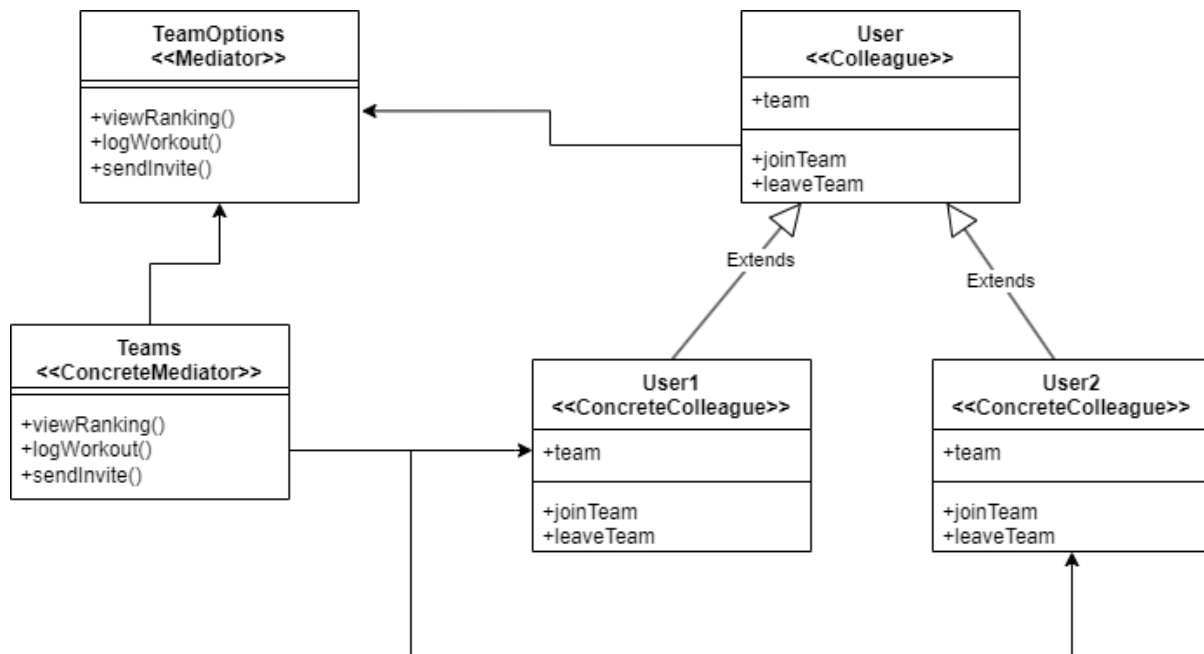 TeamOptions
<<Mediator>>
+viewRanking()
+logWorkout()
+sendInvite()
User
<<Colleague>>
+team
+joinTeam
+leaveTeam
Extends
Extends
Teams
<<ConcreteMediator>>
+viewRanking()
+logWorkout()
+sendInvite()
User1
<<ConcreteColleague>>
+team
+joinTeam
+leaveTeam
User2
<<ConcreteColleague>>
+team
+joinTeam
+leaveTeam